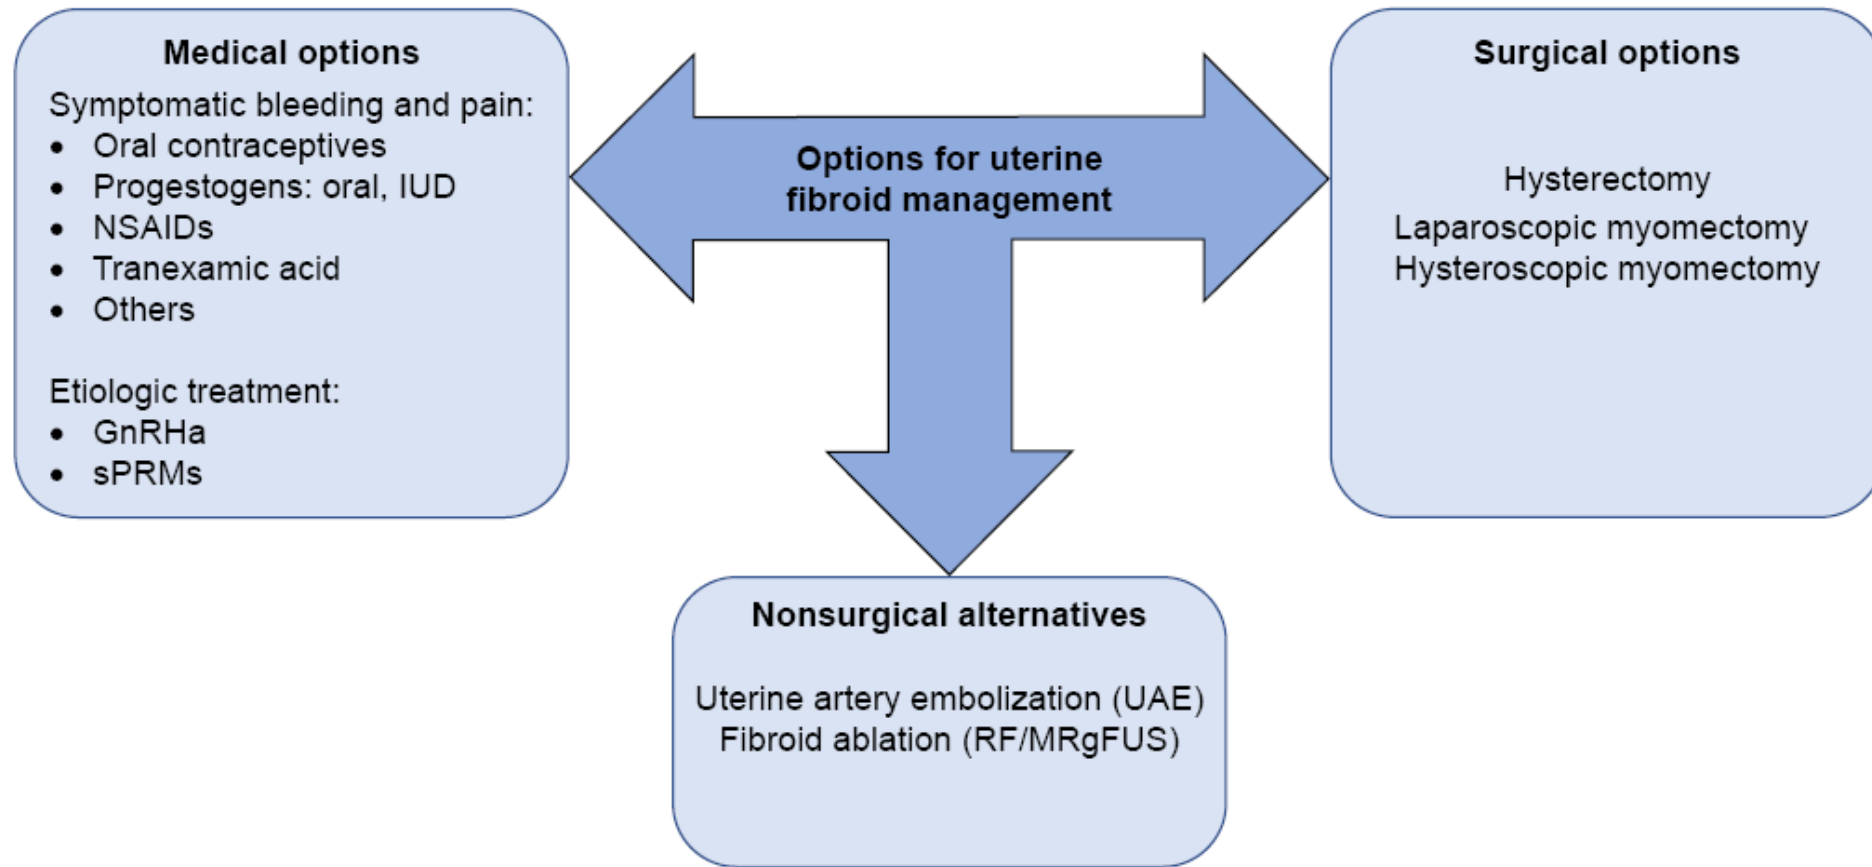 Medical options
Symptomatic bleeding and pain:
• Oral contraceptives
• Progestogens: oral, IUD
• NSAIDs
• Tranexamic acid
• Others
Etiologic treatment:
• GnRHa
• sPRMs
Options for uterine
fibroid management
Surgical options
Hysterectomy
Laparoscopic myomectomy
Hysteroscopic myomectomy
Nonsurgical alternatives
Uterine artery embolization (UAE)
Fibroid ablation (RF/MRgFUS)